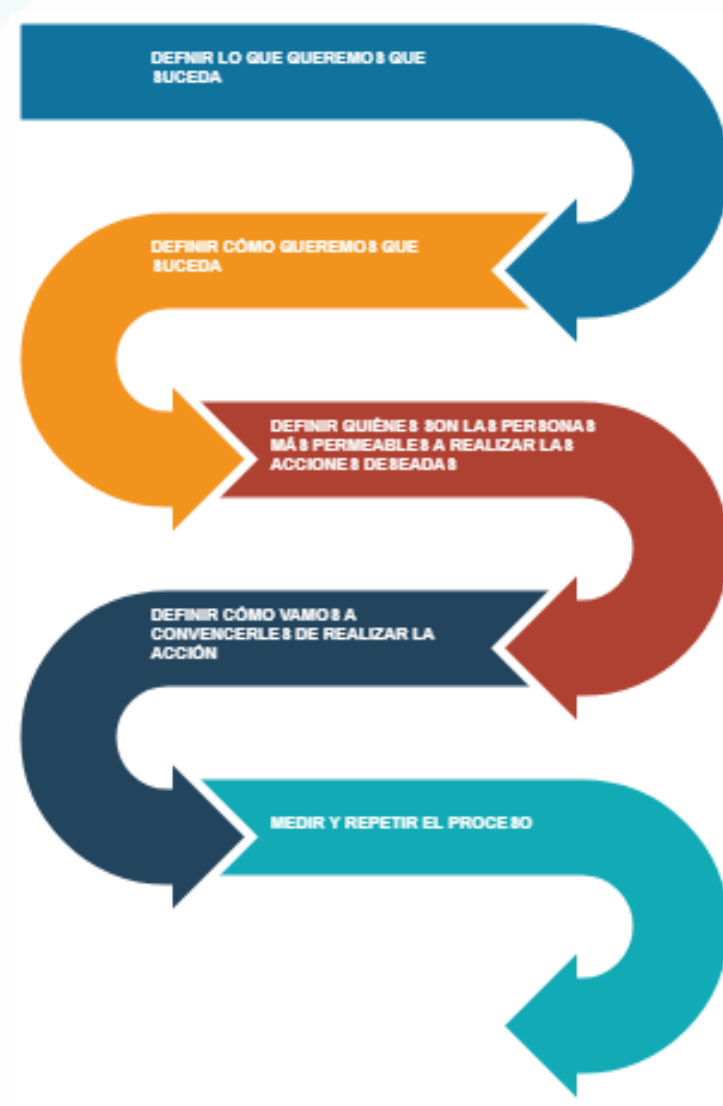 DEFNIR LO QUE QUEREMOS QUE
SUCEDA
DEFINIR CÓMO QUEREMOS QUE
SUCEDA
DEFINIR QUIÉNES SON LAS PERSONAS
MÁS PERMEABLES A REALIZAR LAS
ACCIONES DESEADAS
DEFINIR CÓMO VAMOS A
CONVENCERLES DE REALIZAR LA
ACCIÓN
MEDIR Y REPETIR EL PROCESO